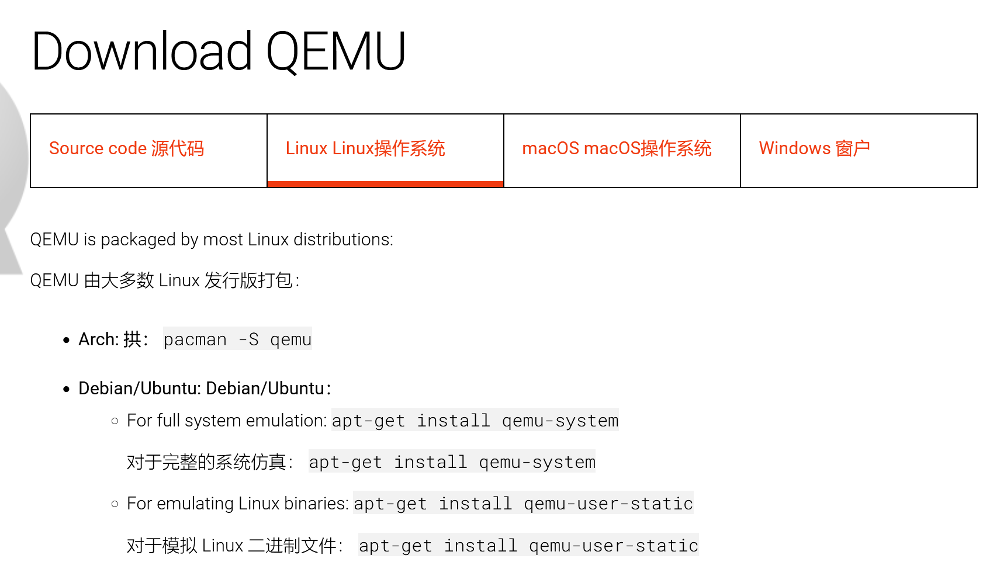 Download QEMU
Source code 源代码
Linux Linux操作系统
macOS macOS操作系统
Windows 窗户
QEMU is packaged by most Linux distributions:
QEMU 由大多数 Linux 发行版打包：
Arch: 拱： pacman -S qemu
Debian/Ubuntu: Debian/Ubuntu：
For full system emulation: apt-get install qemu-system
对于完整的系统仿真： apt-get install qemu-system
For emulating Linux binaries: apt-get install qemu-user-static
对于模拟 Linux 二进制文件： apt-get install qemu-user-static